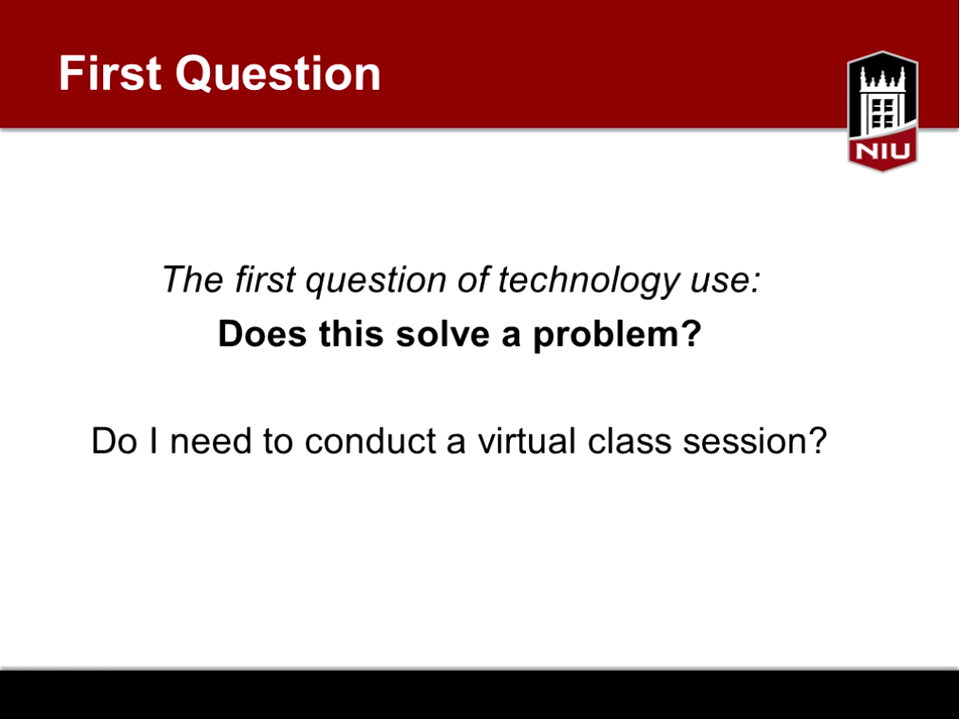 First Question
NIU
The first question of technology use:
Does this solve a problem?
Do I need to conduct a virtual class session?